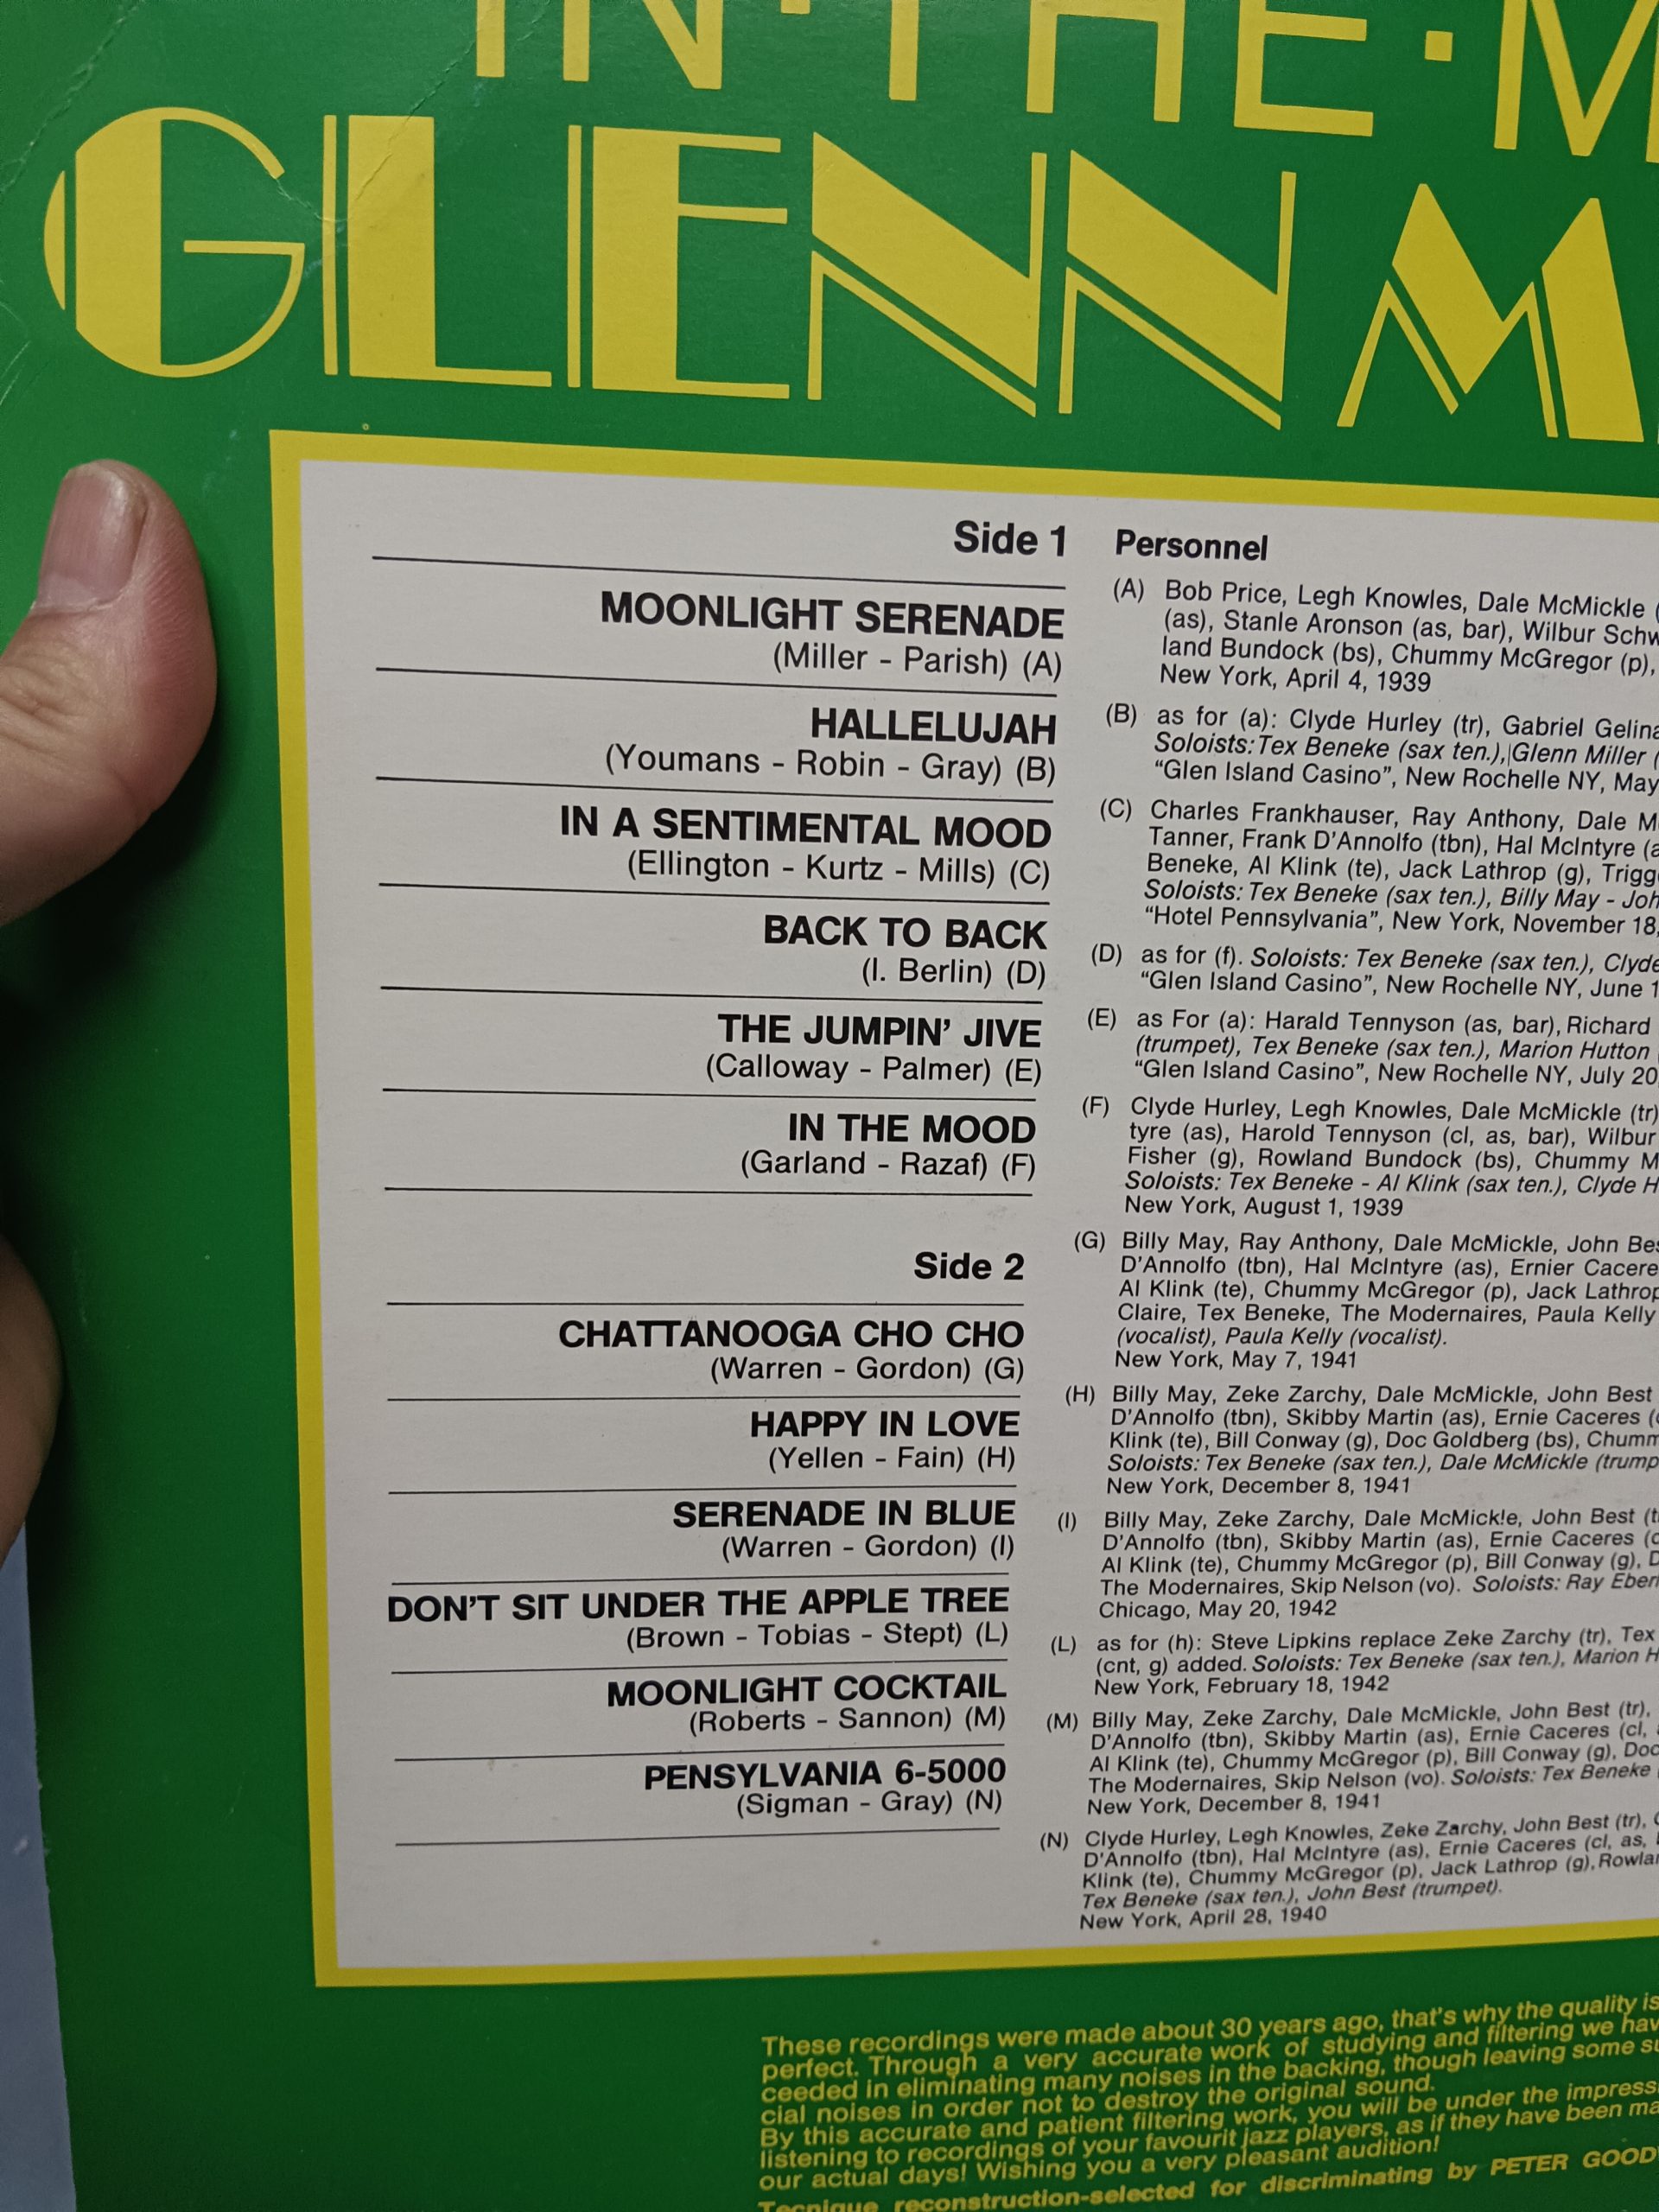 IN·THE·M
GLENN M
Side 1
MOONLIGHT SERENADE
(Miller - Parish) (A)
HALLELUJAH
(Youmans - Robin - Gray) (B)
IN A SENTIMENTAL MOOD
(Ellington - Kurtz - Mills) (C)
BACK TO BACK
(I. Berlin) (D)
THE JUMPIN' JIVE
(Calloway - Palmer) (E)
IN THE MOOD
(Garland - Razaf) (F)
Side 2
CHATTANOOGA CHO CHO
(Warren - Gordon) (G)
HAPPY IN LOVE
(Yellen - Fain) (H)
SERENADE IN BLUE
(Warren - Gordon) (I)
DON'T SIT UNDER THE APPLE TREE
(Brown - Tobias - Stept) (L)
MOONLIGHT COCKTAIL
(Roberts - Sannon) (M)
PENSYLVANIA 6-5000
(Sigman - Gray) (N)
Personnel
(A) Bob Price, Legh Knowles, Dale McMickle (
(as), Stanle Aronson (as, bar), Wilbur Schw
land Bundock (bs), Chummy McGregor (p),
New York, April 4, 1939
(B) as for (a): Clyde Hurley (tr), Gabriel Gelina
Soloists: Tex Beneke (sax ten.), Glenn Miller (
"Glen Island Casino", New Rochelle NY, May
(C) Charles Frankhauser, Ray Anthony, Dale M
Tanner, Frank D'Annolfo (tbn), Hal McIntyre (a
Beneke, Al Klink (te), Jack Lathrop (g), Trigg
Soloists: Tex Beneke (sax ten.), Billy May - Joh
"Hotel Pennsylvania", New York, November 18,
(D) as for (f). Soloists: Tex Beneke (sax ten.), Clyde
"Glen Island Casino", New Rochelle NY, June 1
(E) as For (a): Harald Tennyson (as, bar), Richard
(trumpet), Tex Beneke (sax ten.), Marion Hutton
"Glen Island Casino", New Rochelle NY, July 20,
(F) Clyde Hurley, Legh Knowles, Dale McMickle (tr)
tyre (as), Harold Tennyson (cl, as, bar), Wilbur
Fisher (g), Rowland Bundock (bs), Chummy M
Soloists: Tex Beneke - Al Klink (sax ten.), Clyde H
New York, August 1, 1939
(G) Billy May, Ray Anthony, Dale McMickle, John Bes
D'Annolfo (tbn), Hal McIntyre (as), Ernier Cacere
Al Klink (te), Chummy McGregor (p), Jack Lathrop
Claire, Tex Beneke, The Modernaires, Paula Kelly
(vocalist), Paula Kelly (vocalist).
New York, May 7, 1941
(H) Billy May, Zeke Zarchy, Dale McMickle, John Best
D'Annolfo (tbn), Skibby Martin (as), Ernie Caceres (c
Klink (te), Bill Conway (g), Doc Goldberg (bs), Chumm
Soloists: Tex Beneke (sax ten.), Dale McMickle (trump
New York, December 8, 1941
(I) Billy May, Zeke Zarchy, Dale McMickle, John Best (t
D'Annolfo (tbn), Skibby Martin (as), Ernie Caceres (c
Al Klink (te), Chummy McGregor (p), Bill Conway (g), D
The Modernaires, Skip Nelson (vo). Soloists: Ray Eberl
Chicago, May 20, 1942
(L) as for (h): Steve Lipkins replace Zeke Zarchy (tr), Tex
(cnt, g) added. Soloists: Tex Beneke (sax ten.), Marion H
New York, February 18, 1942
(M) Billy May, Zeke Zarchy, Dale McMickle, John Best (tr),
D'Annolfo (tbn), Skibby Martin (as), Ernie Caceres (cl,
Al Klink (te), Chummy McGregor (p), Bill Conway (g), Doc
The Modernaires, Skip Nelson (vo). Soloists: Tex Beneke
New York, December 8, 1941
(N) Clyde Hurley, Legh Knowles, Zeke Zarchy, John Best (tr),
D'Annolfo (tbn), Hal McIntyre (as), Ernie Caceres (cl, as,
Klink (te), Chummy McGregor (p), Jack Lathrop (g), Rowlan
Tex Beneke (sax ten.), John Best (trumpet).
New York, April 28, 1940
These recordings were made about 30 years ago, that's why the quality is
perfect. Through a very accurate work of studying and filtering we hav
ceeded in eliminating many noises in the backing, though leaving some su
cial noises in order not to destroy the original sound.
By this accurate and patient filtering work, you will be under the impress
listening to recordings of your favourit jazz players, as if they have been ma
our actual days! Wishing you a very pleasant audition!
Tecnique reconstruction-selected for discriminating by PETER GOOD